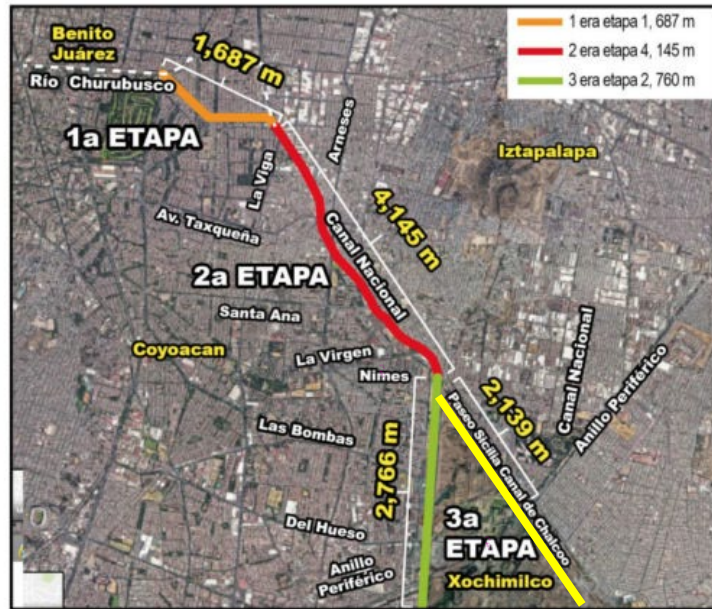 1 era etapa 1, 687 m
2 era etapa 4, 145 m
3 era etapa 2, 760 m
Benito
Juárez
1,687 m
Río Churubusco
1a ETAPA
Arneses
Iztapalapa
La Viga
Av. Taxqueña
4,145 m
Canal Nacional
2a ETAPA
Santa Ana
Coyoacan
La Virgen
Nimes
Canal Nacional
Anillo Periférico
2,139 m
Paseo Sicilia Canal de Chalcoo
Las Bombas
2,766 m
Del Hueso
3a
ETAPA
Anillo
Periférico
Xochimilco